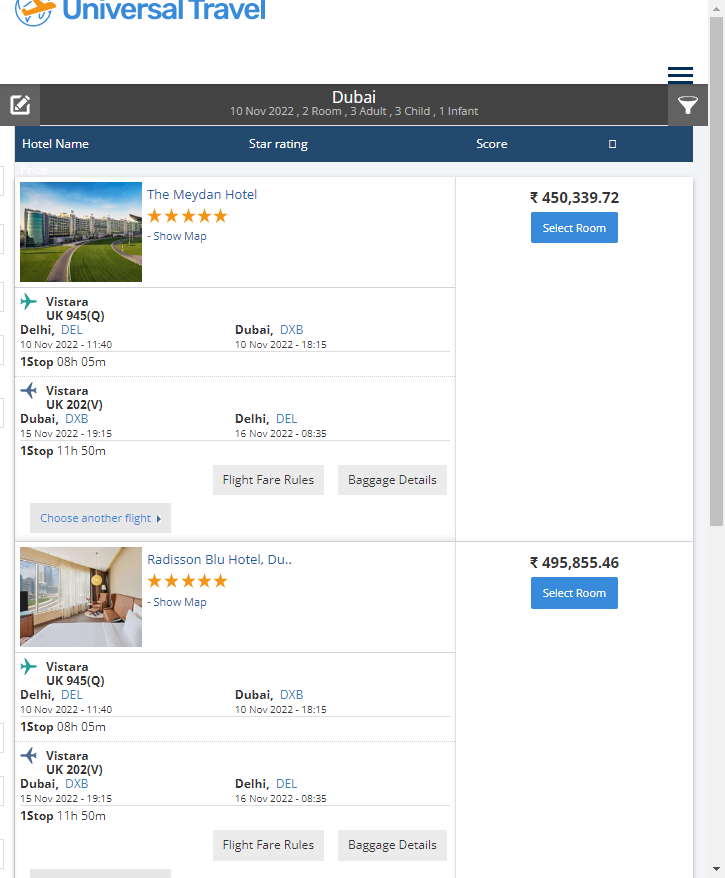 Universal Travel
Dubai
10 Nov 2022 , 2 Room , 3 Adult , 3 Child , 1 Infant
Hotel Name Star rating Score
Price
The Meydan Hotel
₹ 450,339.72
- Show Map
Select Room
Vistara
UK 945(Q)
Delhi, DEL Dubai, DXB
10 Nov 2022 - 11:40 10 Nov 2022 - 18:15
1Stop 08h 05m
Vistara
UK 202(V)
Dubai, DXB Delhi, DEL
15 Nov 2022 - 19:15 16 Nov 2022 - 08:35
1Stop 11h 50m
Flight Fare Rules Baggage Details
Choose another flight
Radisson Blu Hotel, Du..
₹ 495,855.46
- Show Map
Select Room
Vistara
UK 945(Q)
Delhi, DEL Dubai, DXB
10 Nov 2022 - 11:40 10 Nov 2022 - 18:15
1Stop 08h 05m
Vistara
UK 202(V)
Dubai, DXB Delhi, DEL
15 Nov 2022 - 19:15 16 Nov 2022 - 08:35
1Stop 11h 50m
Flight Fare Rules Baggage Details